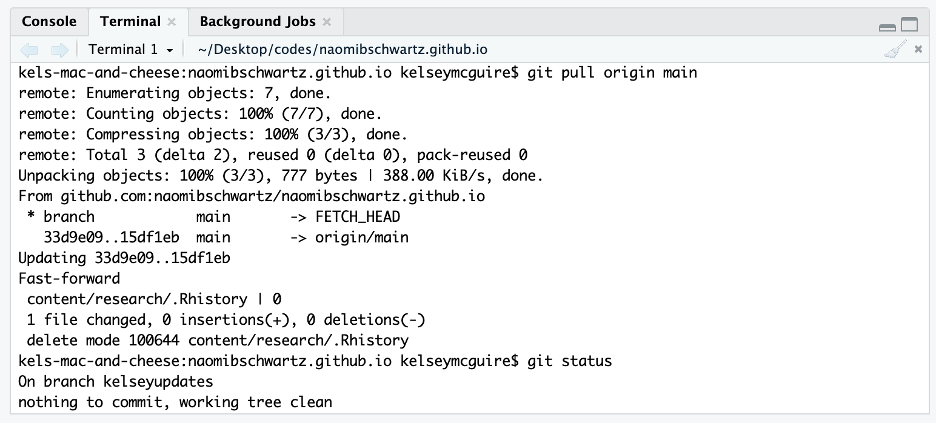 Console Terminal Background Jobs
Terminal 1 ~/Desktop/codes/naomibschwartz.github.io
kels-mac-and-cheese:naomibschwartz.github.io kelseymcguire$ git pull origin main
remote: Enumerating objects: 7, done.
remote: Counting objects: 100% (7/7), done.
remote: Compressing objects: 100% (3/3), done.
remote: Total 3 (delta 2), reused 0 (delta 0), pack-reused 0
Unpacking objects: 100% (3/3), 777 bytes | 388.00 KiB/s, done.
From github.com:naomibschwartz/naomibschwartz.github.io
 * branch            main       -> FETCH_HEAD
   33d9e09..15df1eb  main       -> origin/main
Updating 33d9e09..15df1eb
Fast-forward
 content/research/.Rhistory | 0
 1 file changed, 0 insertions(+), 0 deletions(-)
 delete mode 100644 content/research/.Rhistory
kels-mac-and-cheese:naomibschwartz.github.io kelseymcguire$ git status
On branch kelseyupdates
nothing to commit, working tree clean